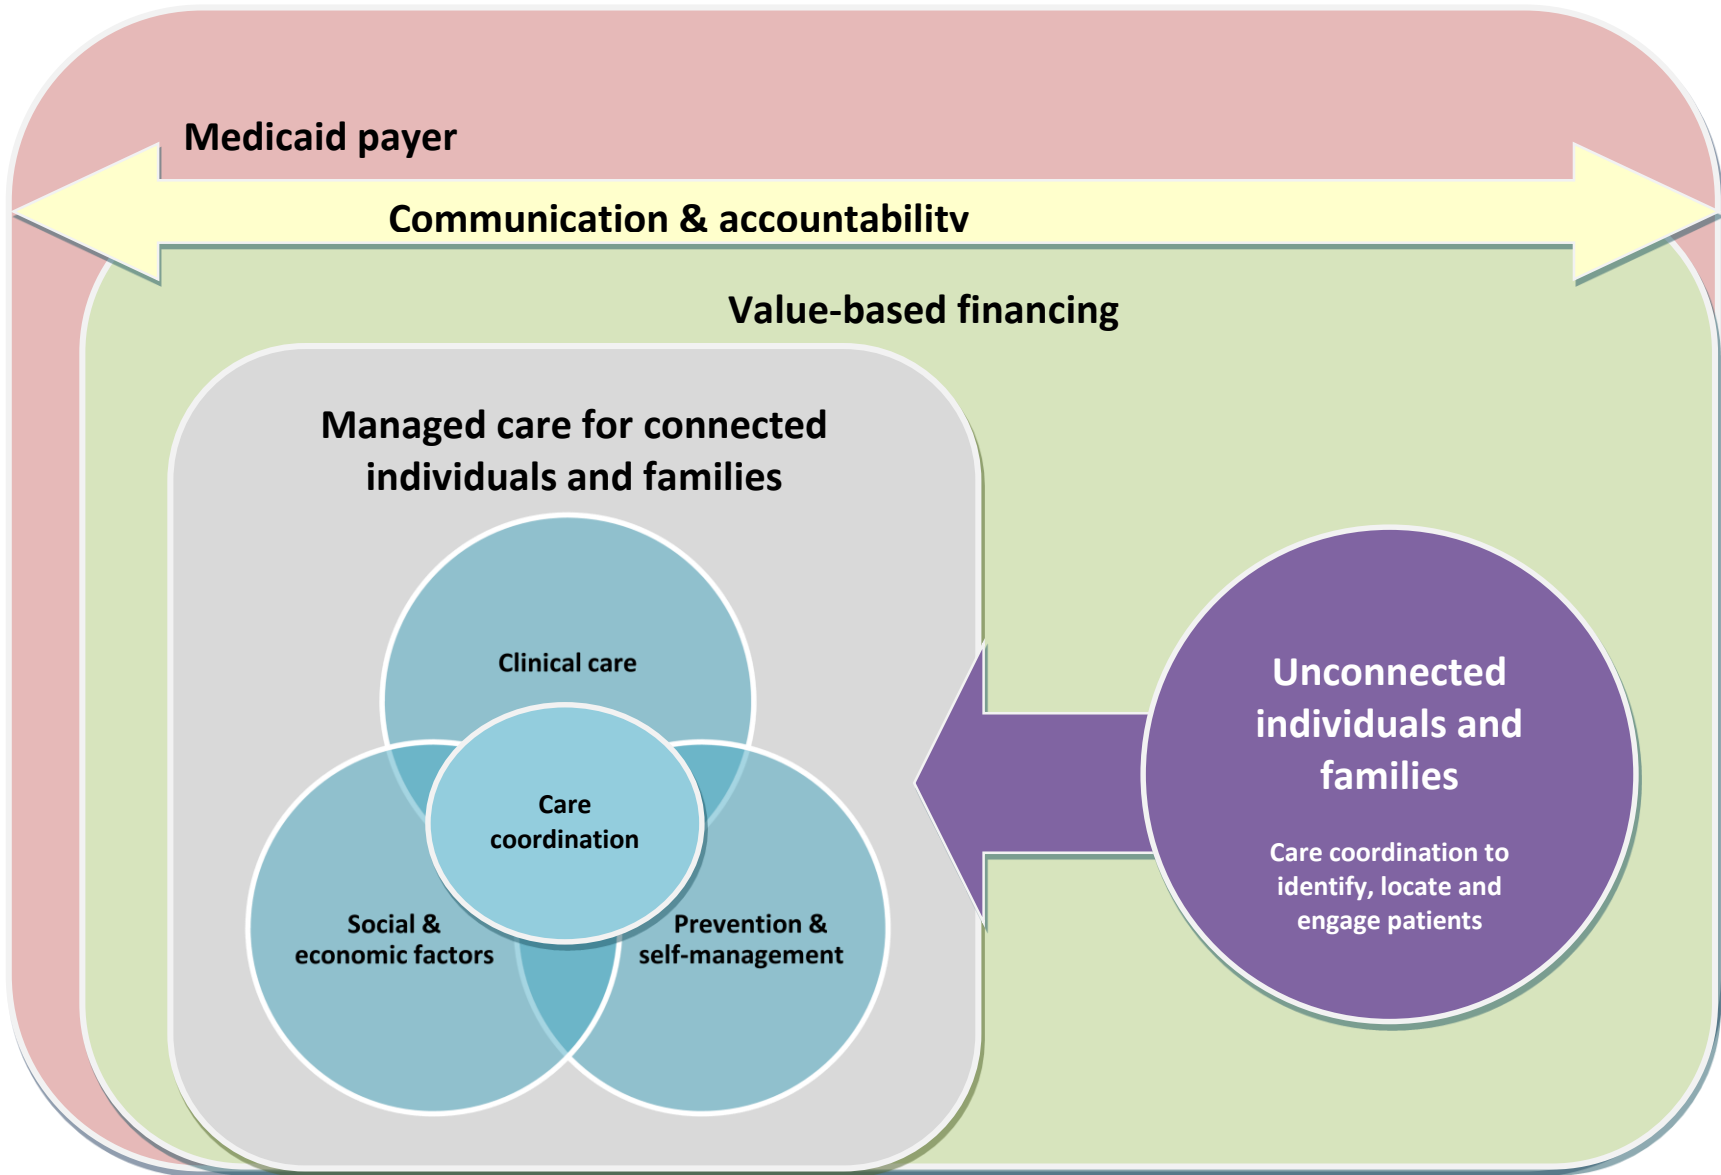 Medicaid payer
Communication & accountability
Value-based financing
Managed care for connected
individuals and families
Clinical care
Care
coordination
Social &
economic factors
Prevention &
self-management
Unconnected
individuals and
families
Care coordination to
identify, locate and
engage patients